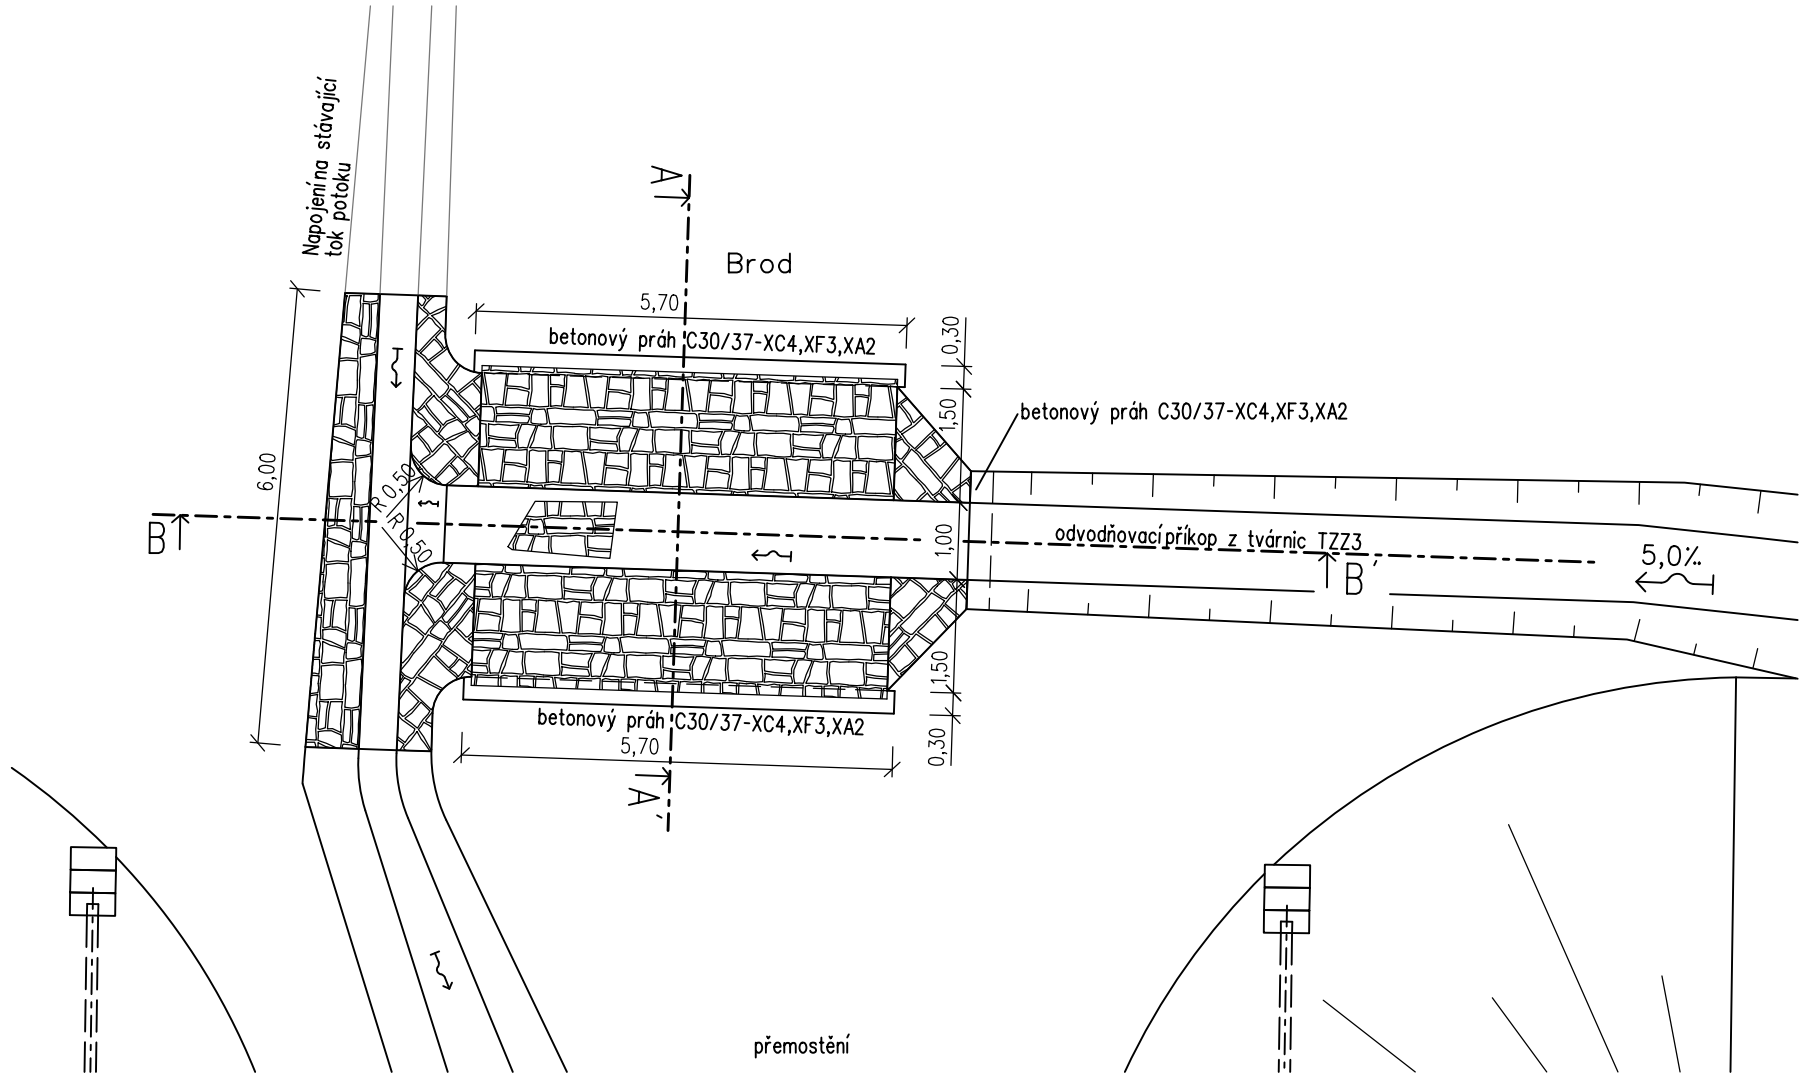 Napojení na stávající
tok potoku
A
Brod
5,70
betonový práh C30/37-XC4,XF3,XA2
0,30
1,50
betonový práh C30/37-XC4,XF3,XA2
6,00
R 0,50
R 0,50
B
1,00
odvodňovací příkop z tvárnic TZZ3
B'
5,0‰
1,50
betonový práh C30/37-XC4,XF3,XA2
5,70
0,30
A'
přemostění